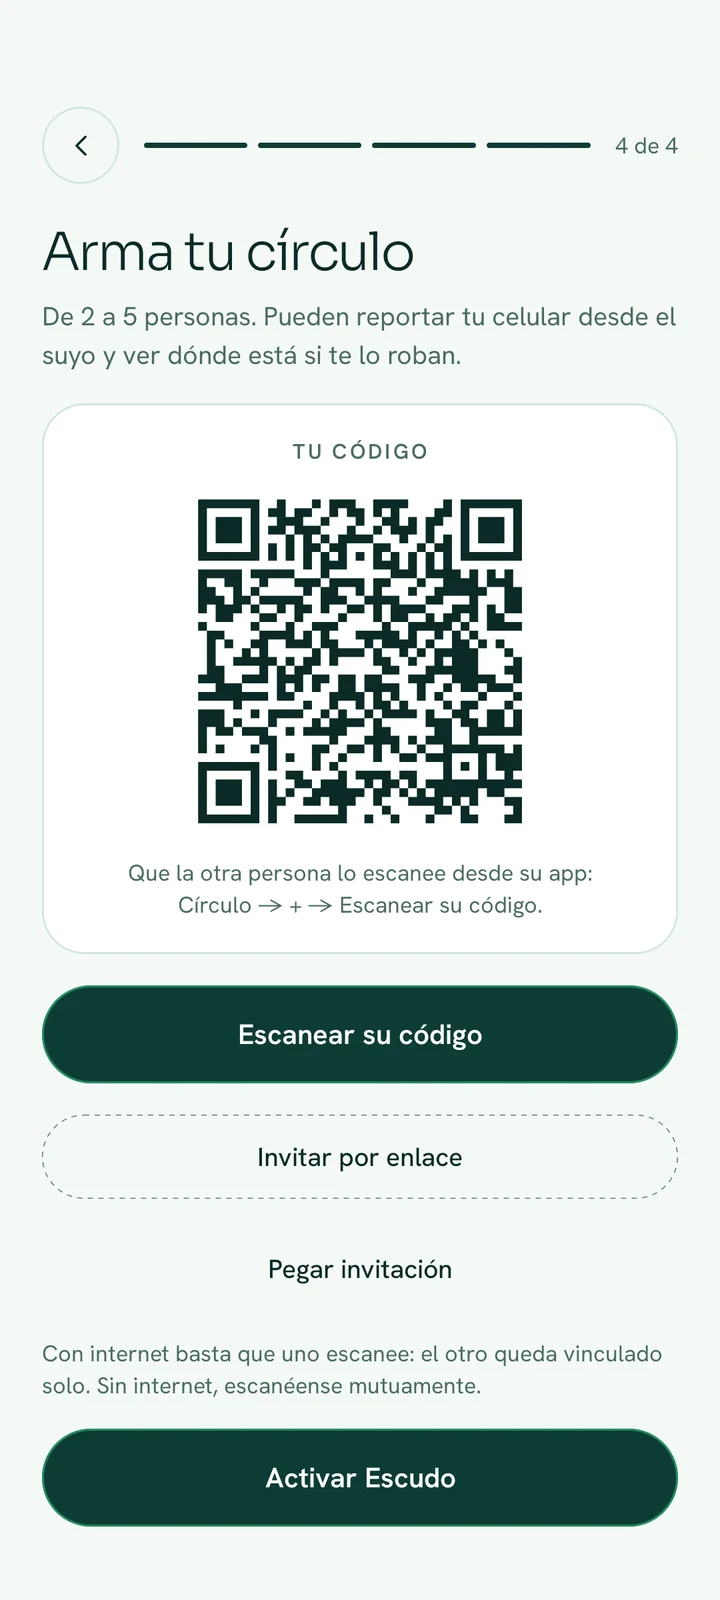 4 de 4
Arma tu círculo
De 2 a 5 personas. Pueden reportar tu celular desde el
suyo y ver dónde está si te lo roban.
TU CÓDIGO
Que la otra persona lo escanee desde su app:
Círculo → + → Escanear su código.
Escanear su código
Invitar por enlace
Pegar invitación
Con internet basta que uno escanee: el otro queda vinculado
solo. Sin internet, escanéense mutuamente.
Activar Escudo